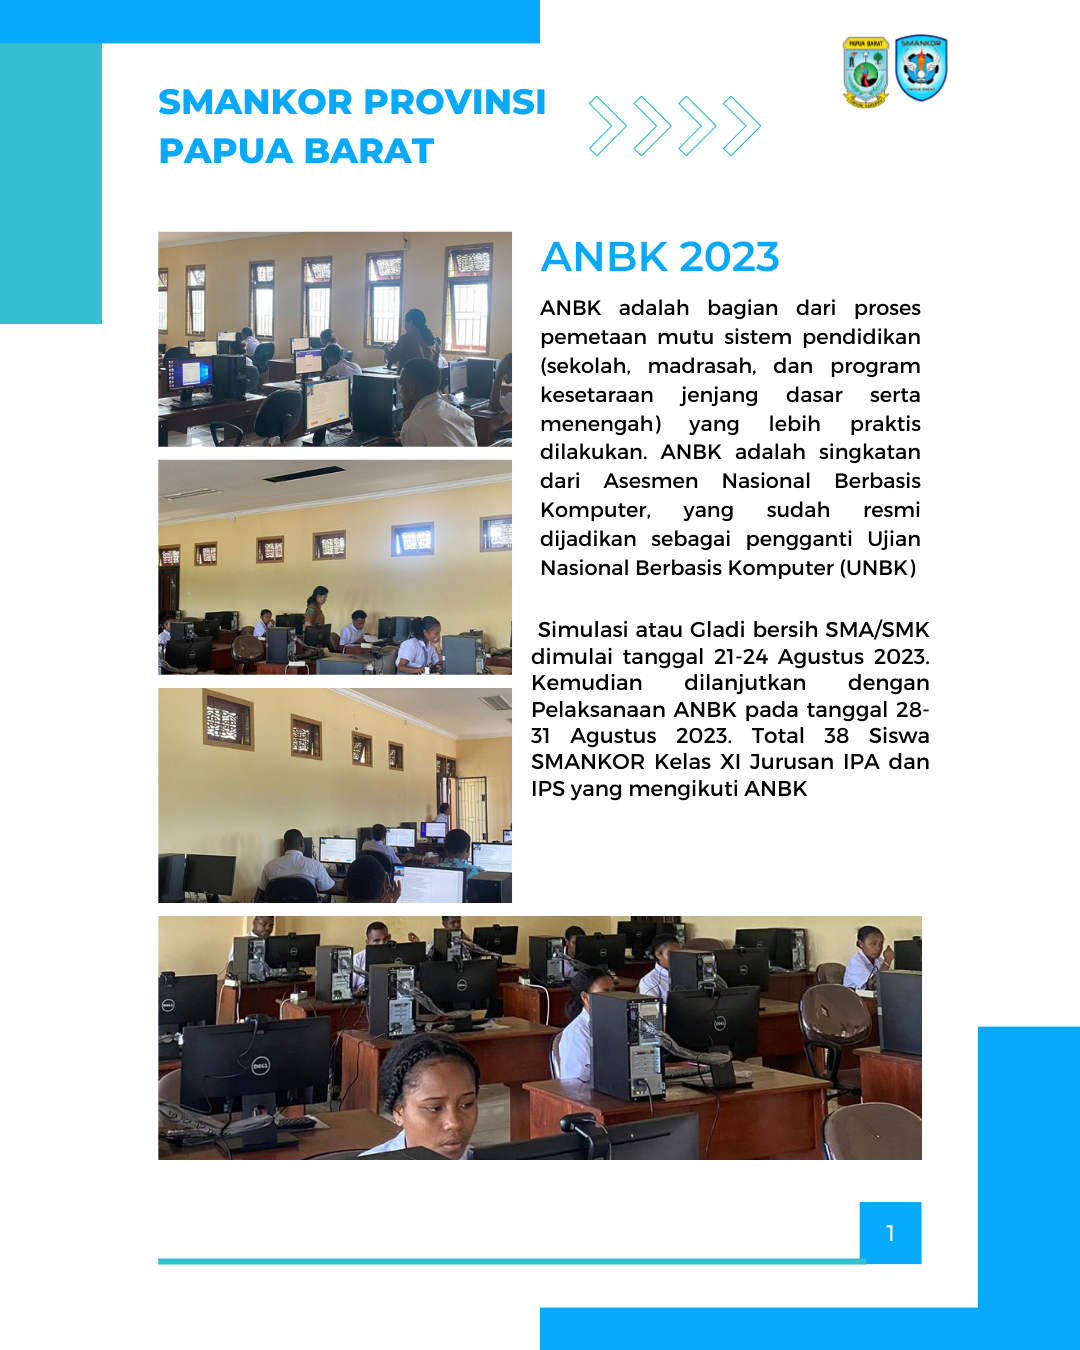 PAPUA BARAT
SMANKOR
SMANKOR PROVINSI
PAPUA BARAT
ANBK 2023
ANBK adalah bagian dari proses
pemetaan mutu sistem pendidikan
(sekolah, madrasah, dan program
kesetaraan jenjang dasar serta
menengah) yang lebih praktis
dilakukan. ANBK adalah singkatan
dari Asesmen Nasional Berbasis
Komputer, yang sudah resmi
dijadikan sebagai pengganti Ujian
Nasional Berbasis Komputer (UNBK)
Simulasi atau Gladi bersih SMA/SMK
dimulai tanggal 21-24 Agustus 2023.
Kemudian dilanjutkan dengan
Pelaksanaan ANBK pada tanggal 28-
31 Agustus 2023. Total 38 Siswa
SMANKOR Kelas XI Jurusan IPA dan
IPS yang mengikuti ANBK
DELL
DELL
1